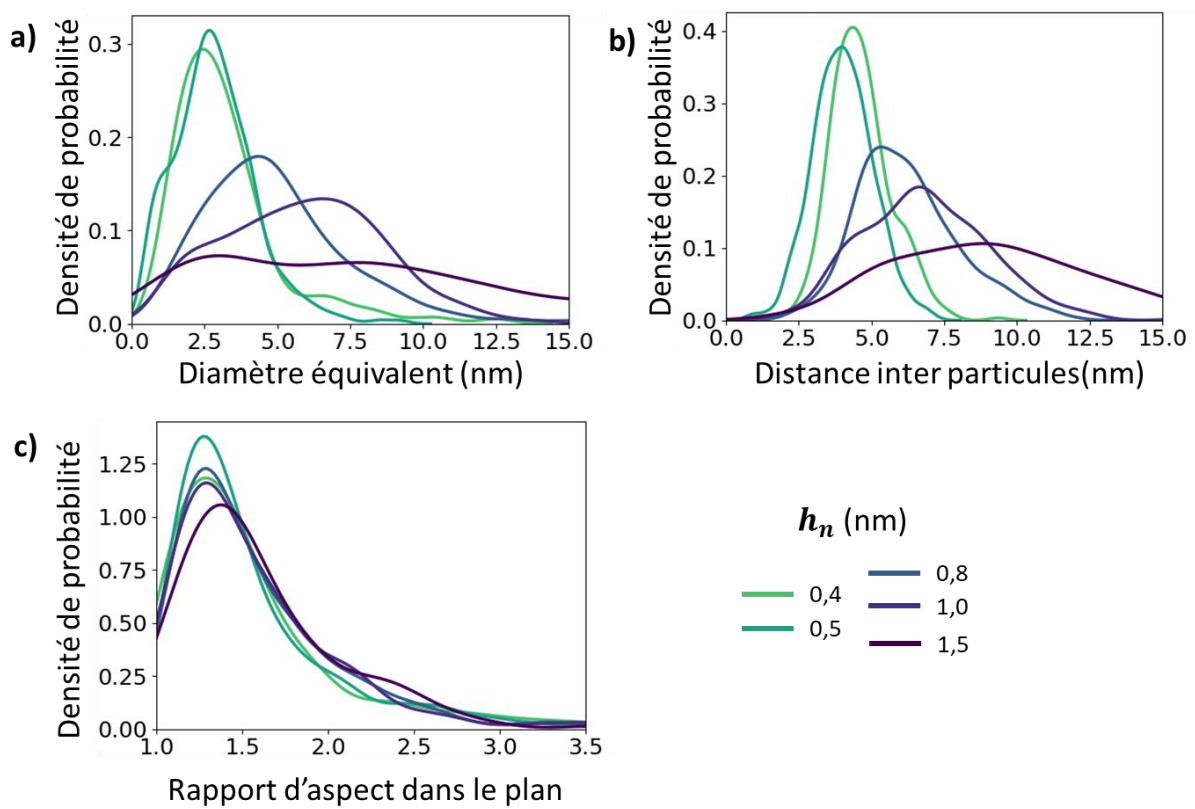 a)
Densité de probabilité
0.3
0.2
0.1
0.0
0.0 2.5 5.0 7.5 10.0 12.5 15.0
Diamètre équivalent (nm)
b)
Densité de probabilité
0.4
0.3
0.2
0.1
0.0
0.0 2.5 5.0 7.5 10.0 12.5 15.0
Distance inter particules(nm)
c)
Densité de probabilité
1.25
1.00
0.75
0.50
0.25
0.00
1.0 1.5 2.0 2.5 3.0 3.5
Rapport d'aspect dans le plan
hn (nm)
0,4
0,5
0,8
1,0
1,5